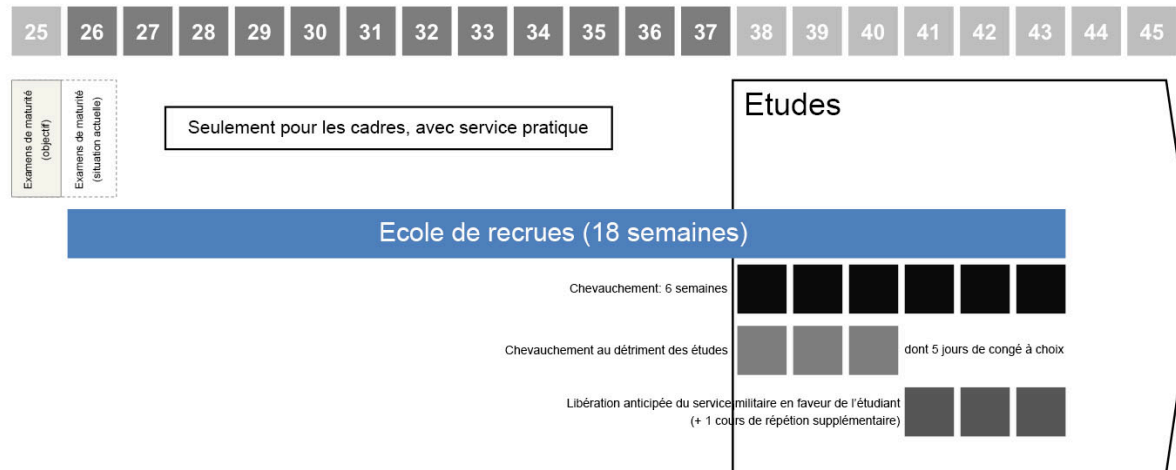 25 26 27 28 29 30 31 32 33 34 35 36 37 38 39 40 41 42 43 44 45
Examens de maturité
(objectif)
Examens de maturité
(situation actuelle)
Seulement pour les cadres, avec service pratique
Etudes
Ecole de recrues (18 semaines)
Chevauchement: 6 semaines
Chevauchement au détriment des études
dont 5 jours de congé à choix
Libération anticipée du service militaire en faveur de l'étudiant
(+ 1 cours de répétion supplémentaire)